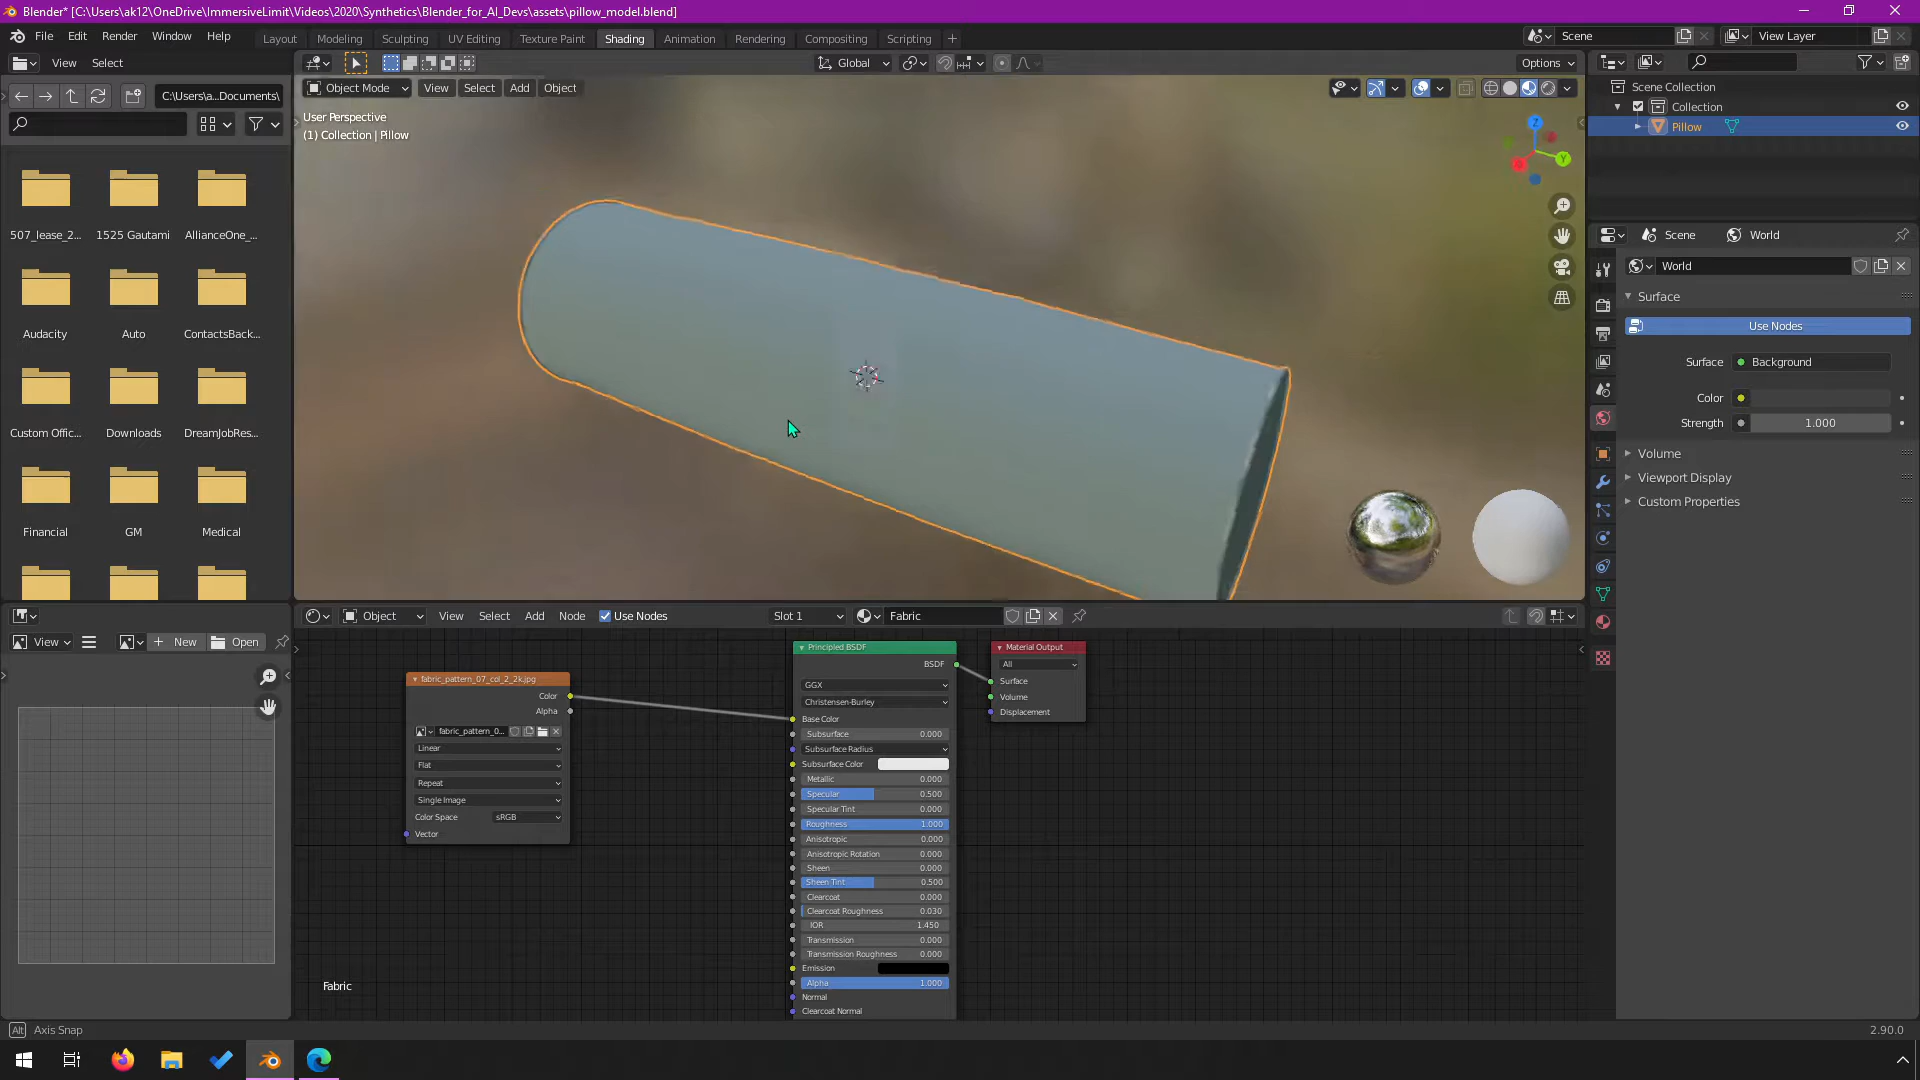 Blender* [C:\Users\ak12\OneDrive\ImmersiveLimit\Videos\2020\Synthetics\Blender_for_AI_Devs\assets\pillow_model.blend]
File Edit Render Window Help
Layout Modeling Sculpting UV Editing Texture Paint Shading Animation Rendering Compositing Scripting +
Scene View Layer
View Select
Global Options
C:\Users\a...Documents\
Object Mode View Select Add Object
User Perspective
(1) Collection | Pillow
Scene Collection
Collection
Pillow
Z
Y
507_lease_2...
1525 Gautami
AllianceOne_...
Audacity
Auto
ContactsBack...
Custom Offic...
Downloads
DreamJobRes...
Financial
GM
Medical
Scene World
World
Surface
Use Nodes
Surface Background
Color
Strength 1.000
Volume
Viewport Display
Custom Properties
View New Open
Object View Select Add Node Use Nodes Slot 1 Fabric
fabric_pattern_07_col_2_2k.jpg
Color
Alpha
fabric_pattern_0...
Linear
Flat
Repeat
Single Image
Color Space sRGB
Vector
Principled BSDF
BSDF
GGX
Christensen-Burley
Base Color
Subsurface 0.000
Subsurface Radius
Subsurface Color
Metallic 0.000
Specular 0.500
Specular Tint 0.000
Roughness 1.000
Anisotropic 0.000
Anisotropic Rotation 0.000
Sheen 0.000
Sheen Tint 0.500
Clearcoat 0.000
Clearcoat Roughness 0.030
IOR 1.450
Transmission 0.000
Transmission Roughness 0.000
Emission
Alpha 1.000
Normal
Clearcoat Normal
Material Output
All
Surface
Volume
Displacement
Fabric
Alt Axis Snap
2.90.0